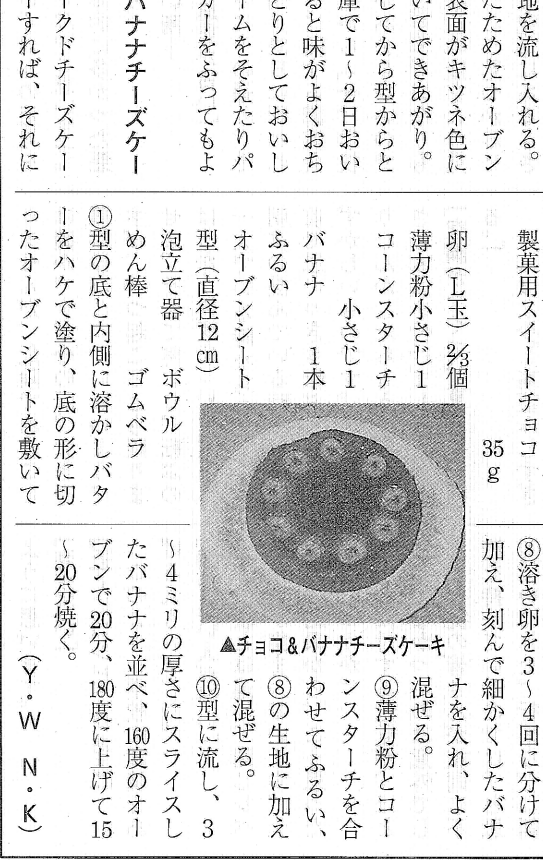 地を流し入れる。
たためたオーブン
表面がキツネ色に
いてできあがり。
してから型からと
庫で1〜2日おい
ると味がよくおち
とりとしておいし
ームをそえたりパ
ガーをふってもよ
バナナチーズケー
クドチーズケー
すれば、それに
製菓用スイートチョコ
35g
卵(L玉)⅔個
薄力粉小さじ1
コーンスターチ
小さじ1
バナナ 1本
ふるい
オーブンシート
型(直径12㎝)
泡立て器 ボウル
めん棒 ゴムベラ
①型の底と内側に溶かしバタ
ーをハケで塗り、底の形に切
ったオーブンシートを敷いて
▲チョコ&バナナチーズケーキ
⑧溶き卵を3〜4回に分けて
加え、刻んで細かくしたバナ
ナを入れ、よく
混ぜる。
⑨薄力粉とコー
ンスターチを合
わせてふるい、
⑧の生地に加え
て混ぜる。
⑩型に流し、3
〜4ミリの厚さにスライスし
たバナナを並べ、160度のオー
ブンで20分、180度に上げて15
〜20分焼く。
(Y・W N・K)